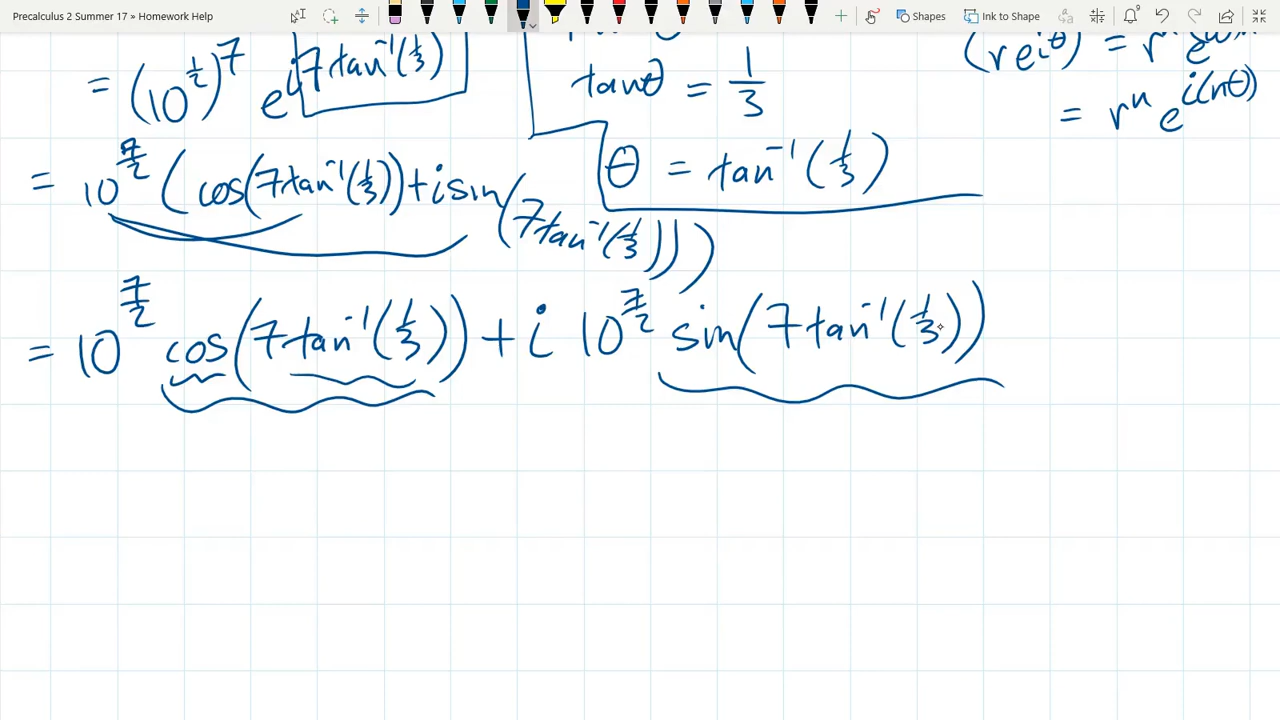 Precalculus 2 Summer 17 » Homework Help
Shapes Ink to Shape
= (10^{1/2})^7 e^{i 7tan⁻¹(1/3)}
tanθ = 1/3
θ = tan⁻¹(1/3)
(re^{iθ}) = r
= r^n e^{i(nθ)}
= 10^{7/2} (cos(7tan⁻¹(1/3)) + i sin
(7tan⁻¹(1/3)))
= 10^{7/2} cos(7tan⁻¹(1/3)) + i 10^{7/2} sin(7tan⁻¹(1/3))